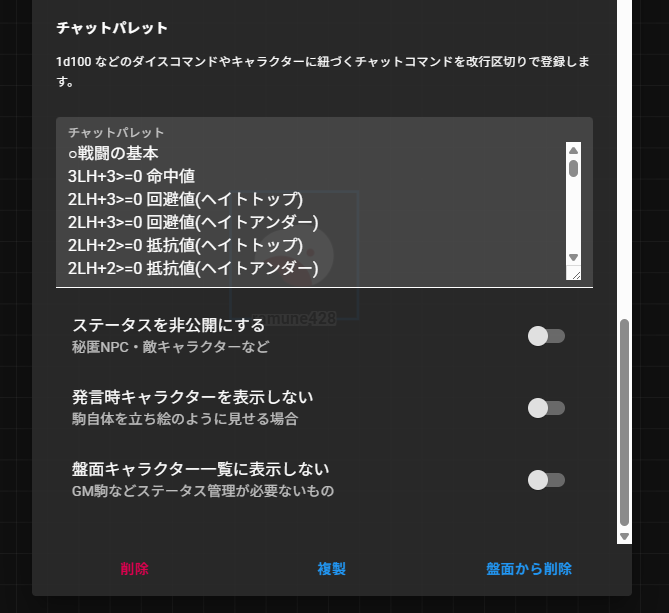 チャットパレット
1d100 などのダイスコマンドやキャラクターに紐づくチャットコマンドを改行区切りで登録しま
す。
チャットパレット
○戦闘の基本
3LH+3>=0 命中値
2LH+3>=0 回避値(ヘイトトップ)
2LH+3>=0 回避値(ヘイトアンダー)
2LH+2>=0 抵抗値(ヘイトトップ)
2LH+2>=0 抵抗値(ヘイトアンダー)
ステータスを非公開にする
秘匿NPC・敵キャラクターなど
発言時キャラクターを表示しない
駒自体を立ち絵のように見せる場合
盤面キャラクター一覧に表示しない
GM駒などステータス管理が必要ないもの
削除
複製
盤面から削除